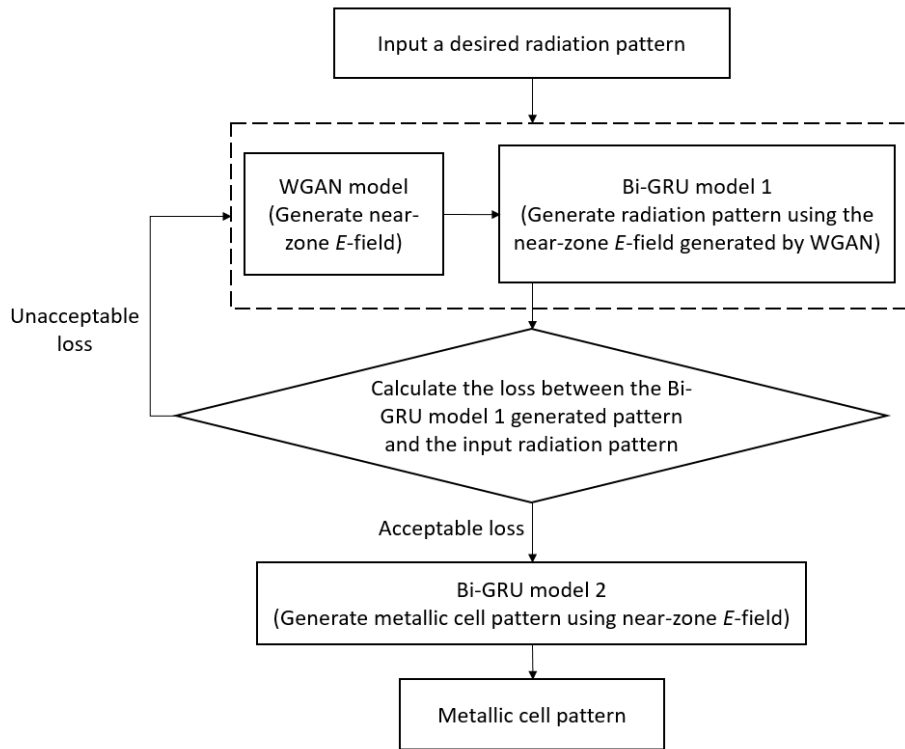 Input a desired radiation pattern
WGAN model
(Generate near-
zone E-field)
Bi-GRU model 1
(Generate radiation pattern using the
near-zone E-field generated by WGAN)
Unacceptable
loss
Calculate the loss between the Bi-
GRU model 1 generated pattern
and the input radiation pattern
Acceptable loss
Bi-GRU model 2
(Generate metallic cell pattern using near-zone E-field)
Metallic cell pattern